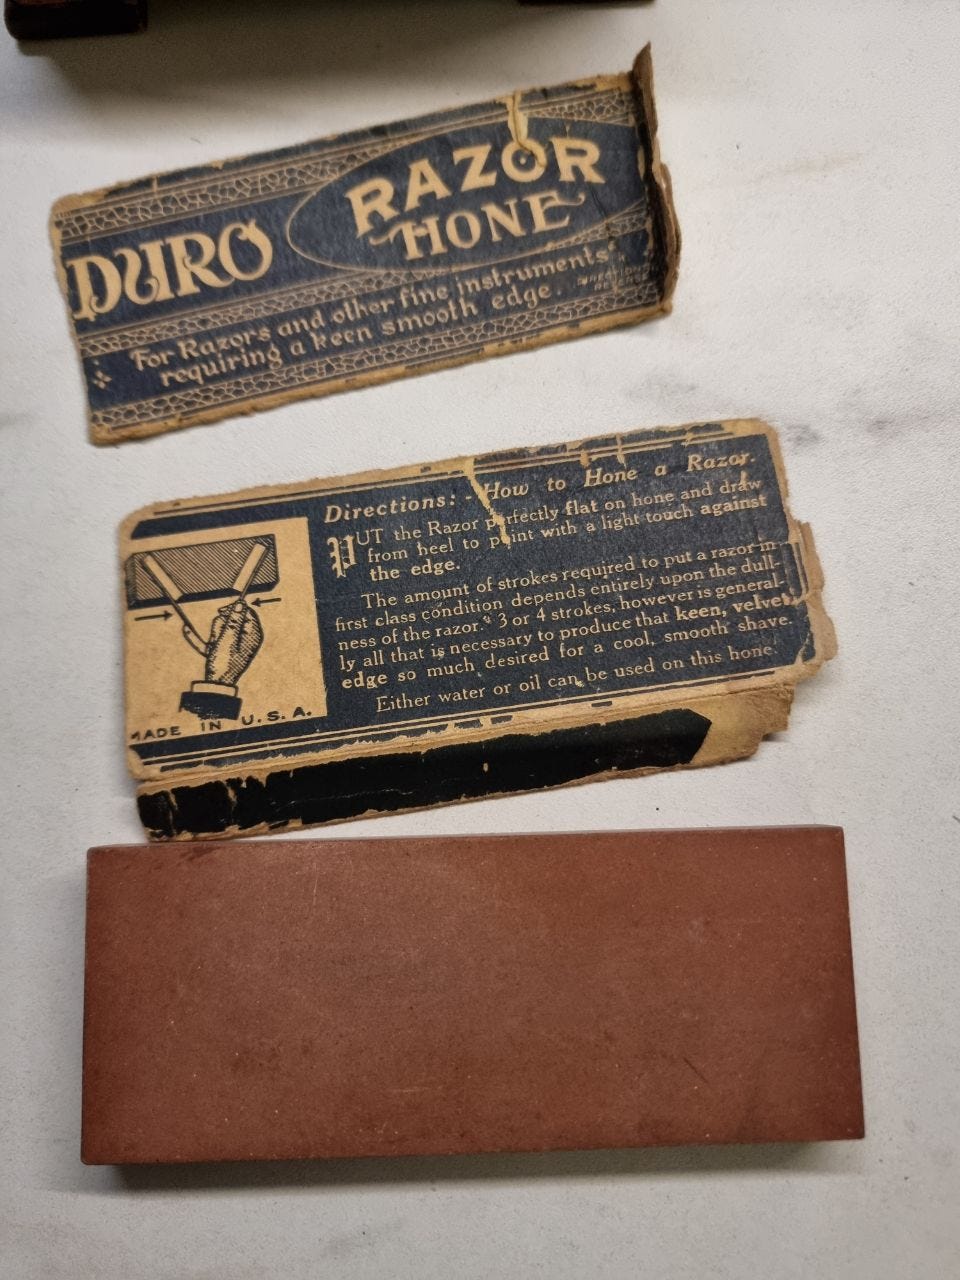 DURO
RAZOR
HONE
For Razors and other fine instruments
requiring a keen smooth edge.
Directions: - How to Hone a Razor.
PUT the Razor perfectly flat on hone and draw
from heel to point with a light touch against
the edge.
The amount of strokes required to put a razor in
first class condition depends entirely upon the dull-
ness of the razor. 3 or 4 strokes, however is general-
ly all that is necessary to produce that keen, velvet
edge so much desired for a cool, smooth shave.
Either water or oil can be used on this hone.
MADE IN U.S.A.